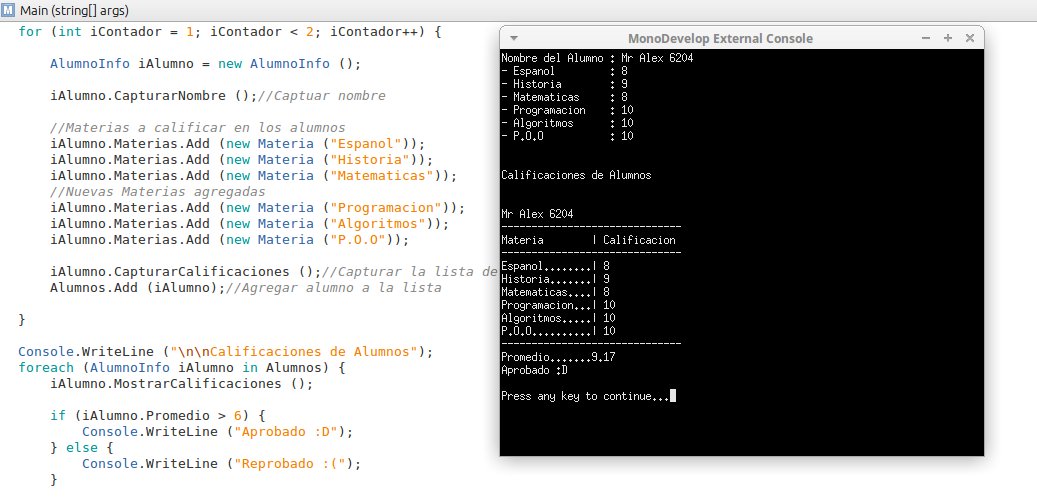 M Main (string[] args)
for (int iContador = 1; iContador < 2; iContador++) {
AlumnoInfo iAlumno = new AlumnoInfo ();
iAlumno.CapturarNombre ();//Captuar nombre
//Materias a calificar en los alumnos
iAlumno.Materias.Add (new Materia ("Espanol"));
iAlumno.Materias.Add (new Materia ("Historia"));
iAlumno.Materias.Add (new Materia ("Matematicas"));
//Nuevas Materias agregadas
iAlumno.Materias.Add (new Materia ("Programacion"));
iAlumno.Materias.Add (new Materia ("Algoritmos"));
iAlumno.Materias.Add (new Materia ("P.O.O"));
iAlumno.CapturarCalificaciones ();//Capturar la lista de
Alumnos.Add (iAlumno);//Agregar alumno a la lista
}
Console.WriteLine ("\n\nCalificaciones de Alumnos");
foreach (AlumnoInfo iAlumno in Alumnos) {
iAlumno.MostrarCalificaciones ();
if (iAlumno.Promedio > 6) {
Console.WriteLine ("Aprobado :D");
} else {
Console.WriteLine ("Reprobado :(");
}
MonoDevelop External Console
Nombre del Alumno : Mr Alex 6204
- Espanol : 8
- Historia : 9
- Matematicas : 8
- Programacion : 10
- Algoritmos : 10
- P.O.O : 10
Calificaciones de Alumnos
Mr Alex 6204
------------------------------
Materia | Calificacion
------------------------------
Espanol........| 8
Historia.......| 9
Matematicas....| 8
Programacion...| 10
Algoritmos.....| 10
P.O.O..........| 10
------------------------------
Promedio.......9.17
Aprobado :D
Press any key to continue...